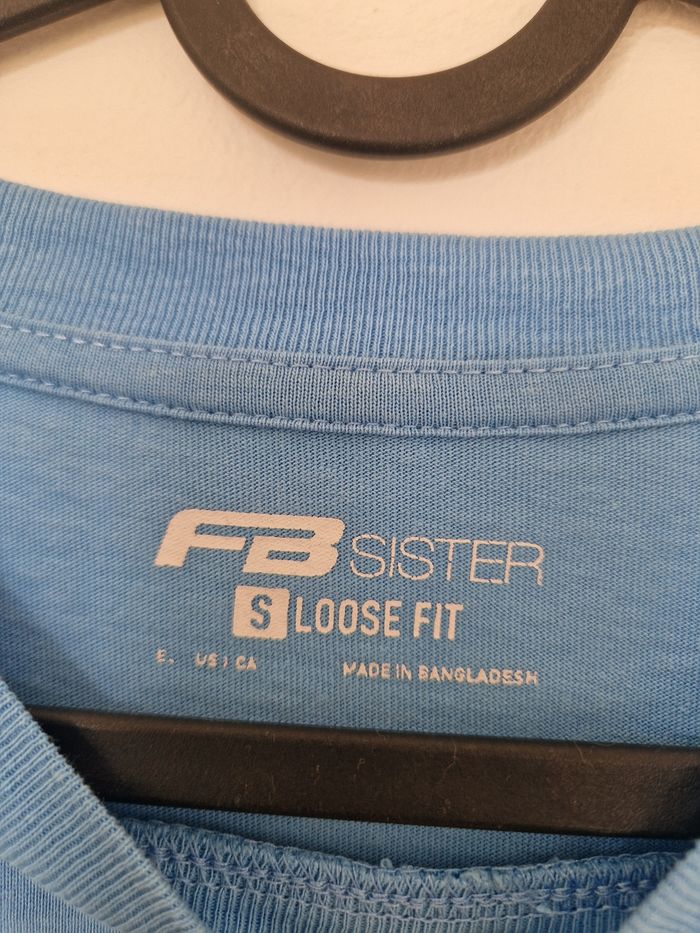 FB SISTER
S LOOSE FIT
US / CA MADE IN BANGLADESH